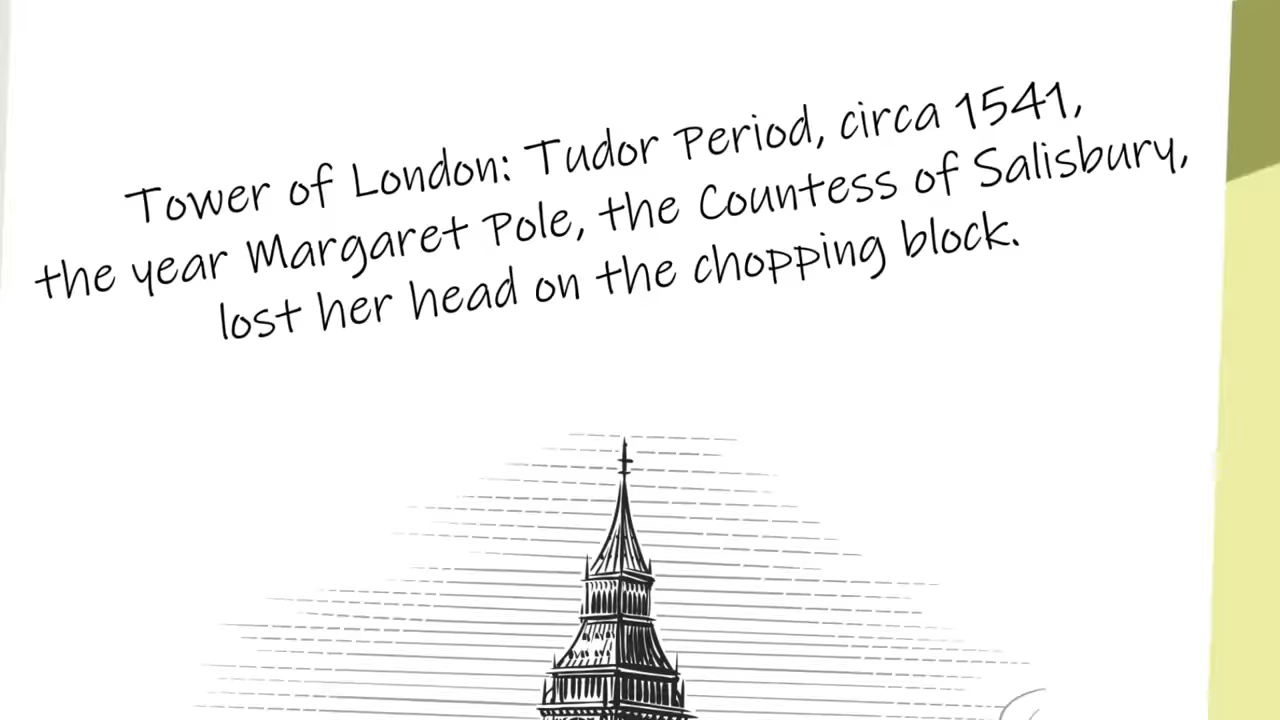 Tower of London: Tudor Period, circa 1541,
the year Margaret Pole, the Countess of Salisbury,
lost her head on the chopping block.